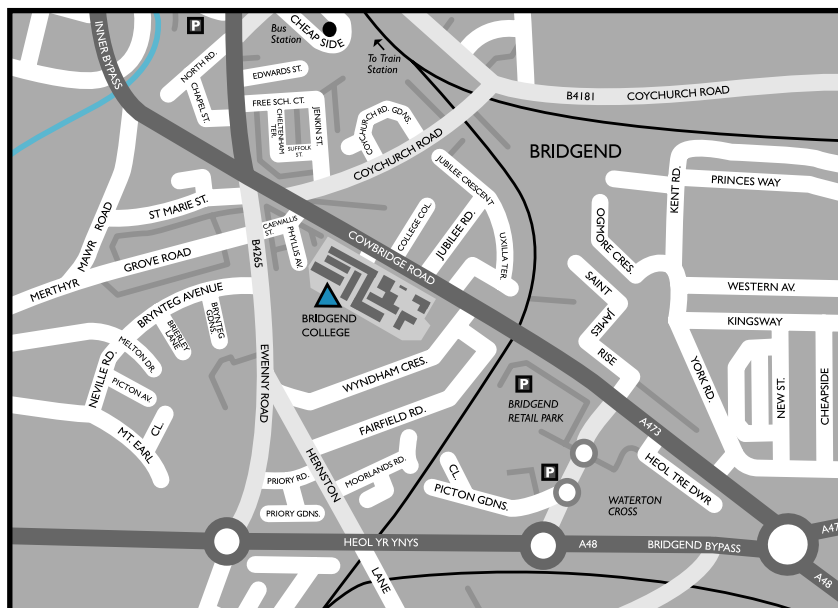 P
Bus
Station
CHEAP SIDE
To Train
Station
INNER BYPASS
NORTH RD.
EDWARDS ST.
CHAPEL ST.
FREE SCH. CT.
CHELTENHAM
TER.
SUFFOLK
ST.
JENKIN ST.
COYCHURCH RD. GDNS.
COYCHURCH ROAD
B4181
COYCHURCH ROAD
BRIDGEND
KENT RD.
PRINCES WAY
JUBILEE CRESCENT
ST MARIE ST.
MAWR ROAD
MERTHYR
GROVE ROAD
B4265
CAEWALLIS
ST.
PHYLLIS AV.
COWBRIDGE ROAD
COLLEGE COL.
JUBILEE RD.
UXILLA TER.
OGMORE CRES.
SAINT
JAMES
RISE
WESTERN AV.
KINGSWAY
BRYNTEG AVENUE
BRYNTEG
GDNS.
BRIERLEY
LANE
MELTON DR.
NEVILLE RD.
PICTON AV.
CL.
MT. EARL
BRIDGEND
COLLEGE
EWENNY ROAD
WYNDHAM CRES.
FAIRFIELD RD.
P
BRIDGEND
RETAIL PARK
YORK RD.
NEW ST.
CHEAPSIDE
A473
HEOL TRE DWR
HERNSTON
LANE
PRIORY RD.
MOORLANDS RD.
PRIORY GDNS.
CL.
PICTON GDNS.
P
WATERTON
CROSS
HEOL YR YNYS
A48
BRIDGEND BYPASS
A47
A48